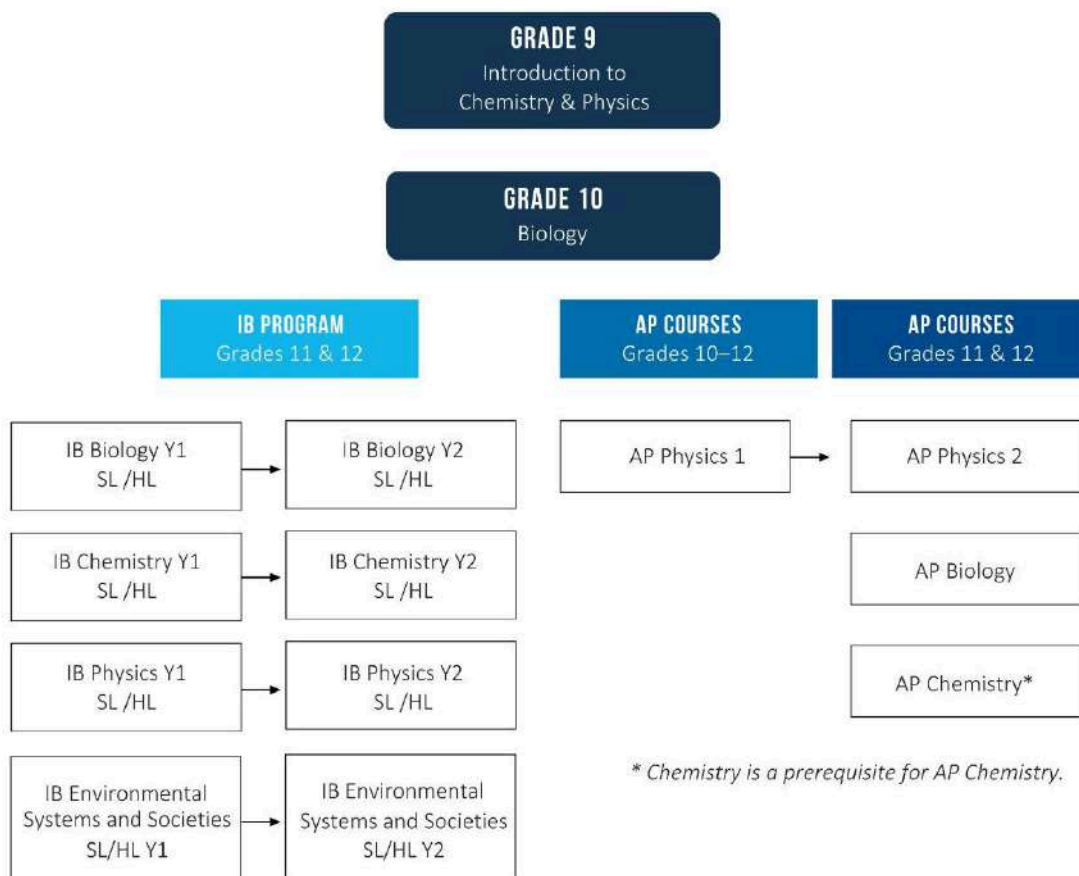 GRADE 9
Introduction to
Chemistry & Physics
GRADE 10
Biology
IB PROGRAM
Grades 11 & 12
AP COURSES
Grades 10–12
AP COURSES
Grades 11 & 12
IB Biology Y1
SL /HL
IB Biology Y2
SL /HL
AP Physics 1
AP Physics 2
IB Chemistry Y1
SL /HL
IB Chemistry Y2
SL /HL
AP Biology
IB Physics Y1
SL /HL
IB Physics Y2
SL /HL
AP Chemistry*
* Chemistry is a prerequisite for AP Chemistry.
IB Environmental
Systems and Societies
SL/HL Y1
IB Environmental
Systems and Societies
SL/HL Y2